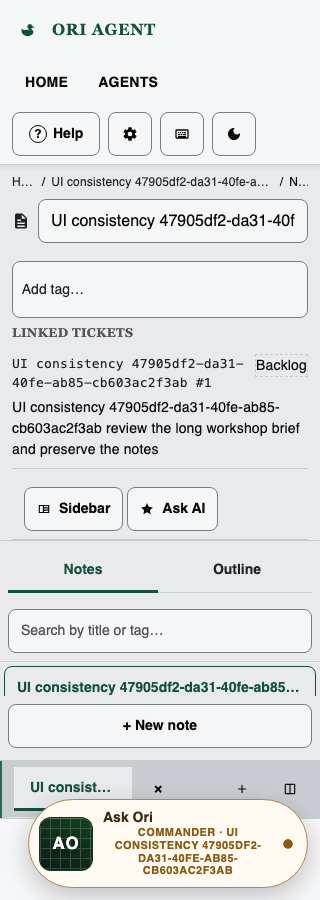 ORI AGENT
HOME AGENTS
? Help
H... / UI consistency 47905df2-da31-40fe-a... / N...
UI consistency 47905df2-da31-40f
Add tag...
LINKED TICKETS
UI consistency 47905df2-da31-
40fe-ab85-cb603ac2f3ab #1
Backlog
UI consistency 47905df2-da31-40fe-ab85-
cb603ac2f3ab review the long workshop brief
and preserve the notes
Sidebar Ask AI
Notes Outline
Search by title or tag...
UI consistency 47905df2-da31-40fe-ab85...
+ New note
UI consist... × +
AO
Ask Ori
COMMANDER · UI
CONSISTENCY 47905DF2-
DA31-40FE-AB85-
CB603AC2F3AB